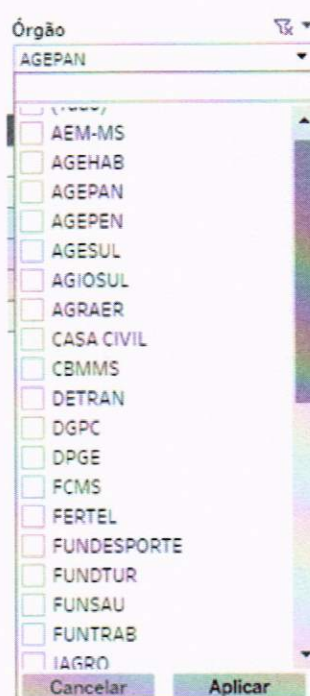 Órgão
AGEPAN
(Tudo)
AEM-MS
AGEHAB
AGEPAN
AGEPEN
AGESUL
AGIOSUL
AGRAER
CASA CIVIL
CBMMS
DETRAN
DGPC
DPGE
FCMS
FERTEL
FUNDESPORTE
FUNDTUR
FUNSAU
FUNTRAB
IAGRO
Cancelar
Aplicar